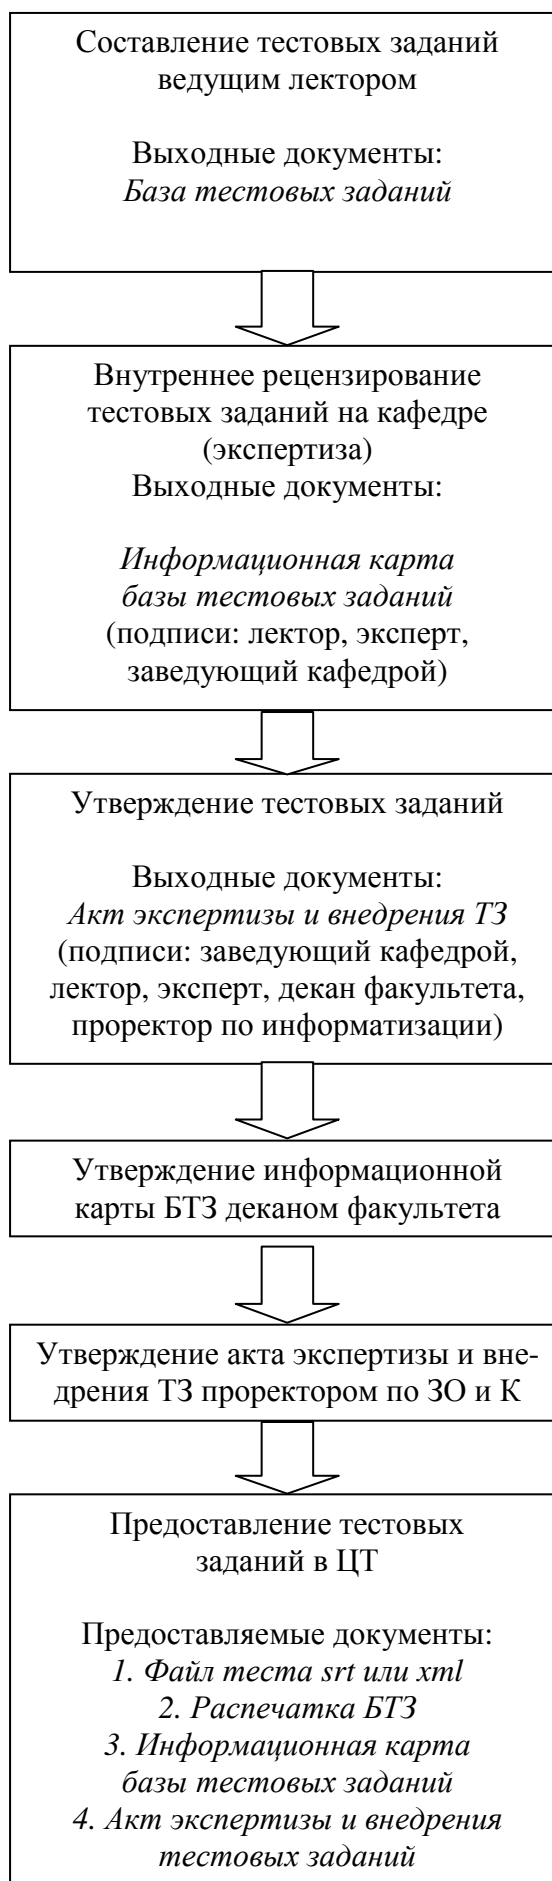 Составление тестовых заданий
ведущим лектором
Выходные документы:
База тестовых заданий
Внутреннее рецензирование
тестовых заданий на кафедре
(экспертиза)
Выходные документы:
Информационная карта
базы тестовых заданий
(подписи: лектор, эксперт,
заведующий кафедрой)
Утверждение тестовых заданий
Выходные документы:
Акт экспертизы и внедрения ТЗ
(подписи: заведующий кафедрой,
лектор, эксперт, декан факультета,
проректор по информатизации)
Утверждение информационной
карты БТЗ деканом факультета
Утверждение акта экспертизы и вне-
дрения ТЗ проректором по ЗО и К
Предоставление тестовых
заданий в ЦТ
Предоставляемые документы:
1. Файл теста srt или xml
2. Распечатка БТЗ
3. Информационная карта
базы тестовых заданий
4. Акт экспертизы и внедрения
тестовых заданий